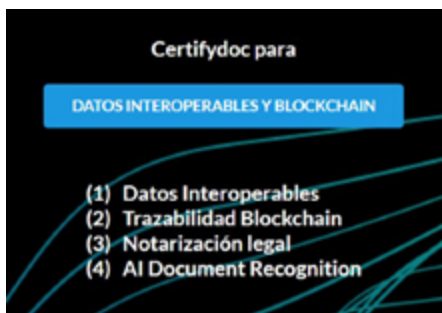 Certifydoc para
DATOS INTEROPERABLES Y BLOCKCHAIN
(1) Datos Interoperables
(2) Trazabilidad Blockchain
(3) Notarización legal
(4) AI Document Recognition